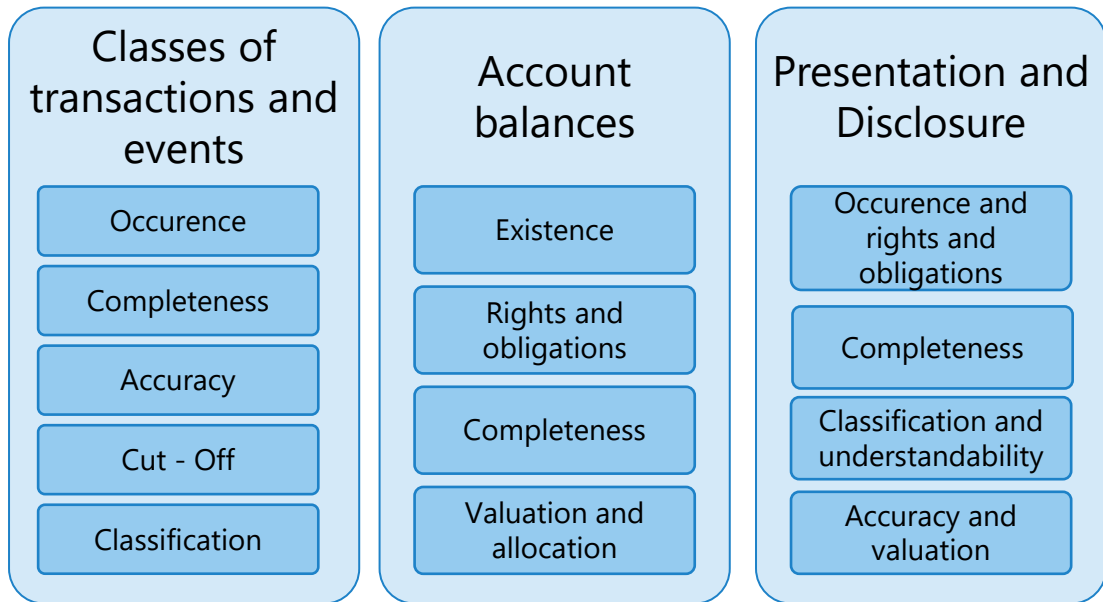 Classes of
transactions and
events
Occurence
Completeness
Accuracy
Cut - Off
Classification
Account
balances
Existence
Rights and
obligations
Completeness
Valuation and
allocation
Presentation and
Disclosure
Occurence and
rights and
obligations
Completeness
Classification and
understandability
Accuracy and
valuation